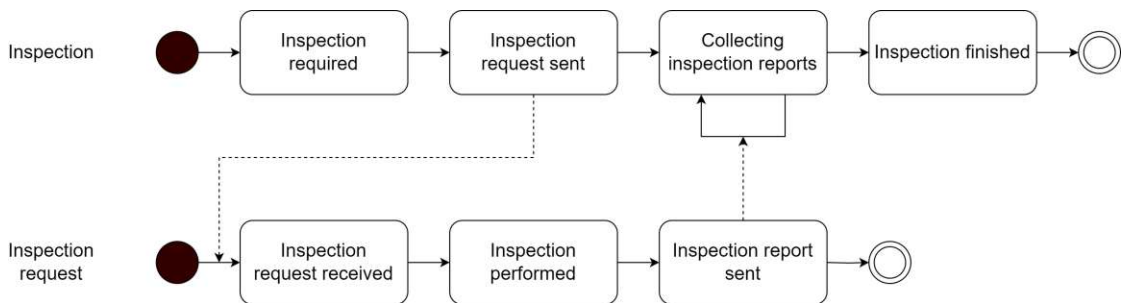 Inspection
Inspection
required
Inspection
request sent
Collecting
inspection reports
Inspection finished
Inspection
request
Inspection
request received
Inspection
performed
Inspection report
sent